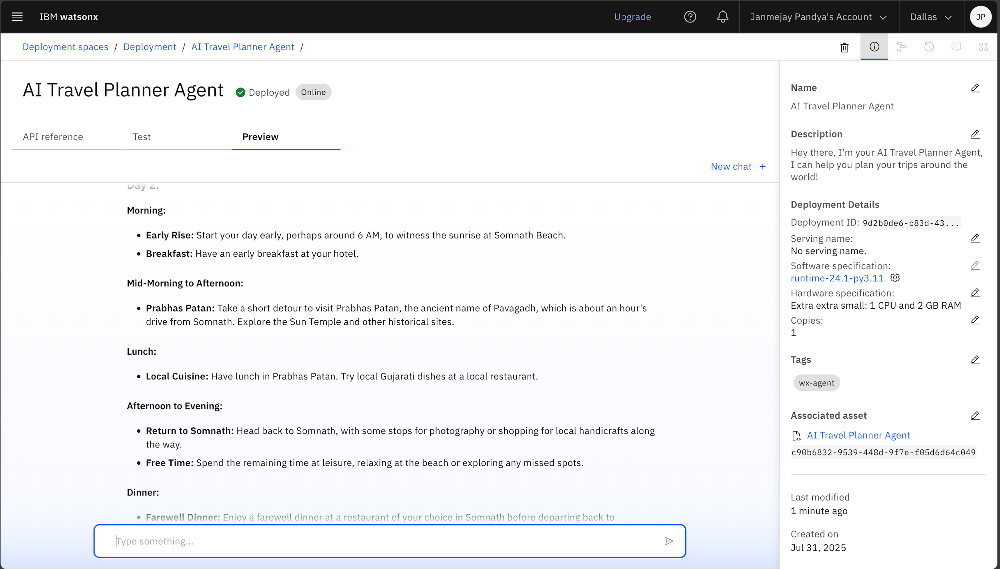 IBM watsonx
Upgrade
Janmejay Pandya's Account
Dallas
JP
Deployment spaces / Deployment / AI Travel Planner Agent /
AI Travel Planner Agent
Deployed
Online
API reference
Test
Preview
New chat +
Day 2:
Morning:
• Early Rise: Start your day early, perhaps around 6 AM, to witness the sunrise at Somnath Beach.
• Breakfast: Have an early breakfast at your hotel.
Mid-Morning to Afternoon:
• Prabhas Patan: Take a short detour to visit Prabhas Patan, the ancient name of Pavagadh, which is about an hour's
drive from Somnath. Explore the Sun Temple and other historical sites.
Lunch:
• Local Cuisine: Have lunch in Prabhas Patan. Try local Gujarati dishes at a local restaurant.
Afternoon to Evening:
• Return to Somnath: Head back to Somnath, with some stops for photography or shopping for local handicrafts along
the way.
• Free Time: Spend the remaining time at leisure, relaxing at the beach or exploring any missed spots.
Dinner:
• Farewell Dinner: Enjoy a farewell dinner at a restaurant of your choice in Somnath before departing back to
Type something...
Name
AI Travel Planner Agent
Description
Hey there, I'm your AI Travel Planner Agent,
I can help you plan your trips around the
world!
Deployment Details
Deployment ID: 9d2b0de6-c83d-43...
Serving name:
No serving name.
Software specification:
runtime-24.1-py3.11
Hardware specification:
Extra extra small: 1 CPU and 2 GB RAM
Copies:
1
Tags
wx-agent
Associated asset
AI Travel Planner Agent
c90b6832-9539-448d-9f7e-f05d6d64c049
Last modified
1 minute ago
Created on
Jul 31, 2025